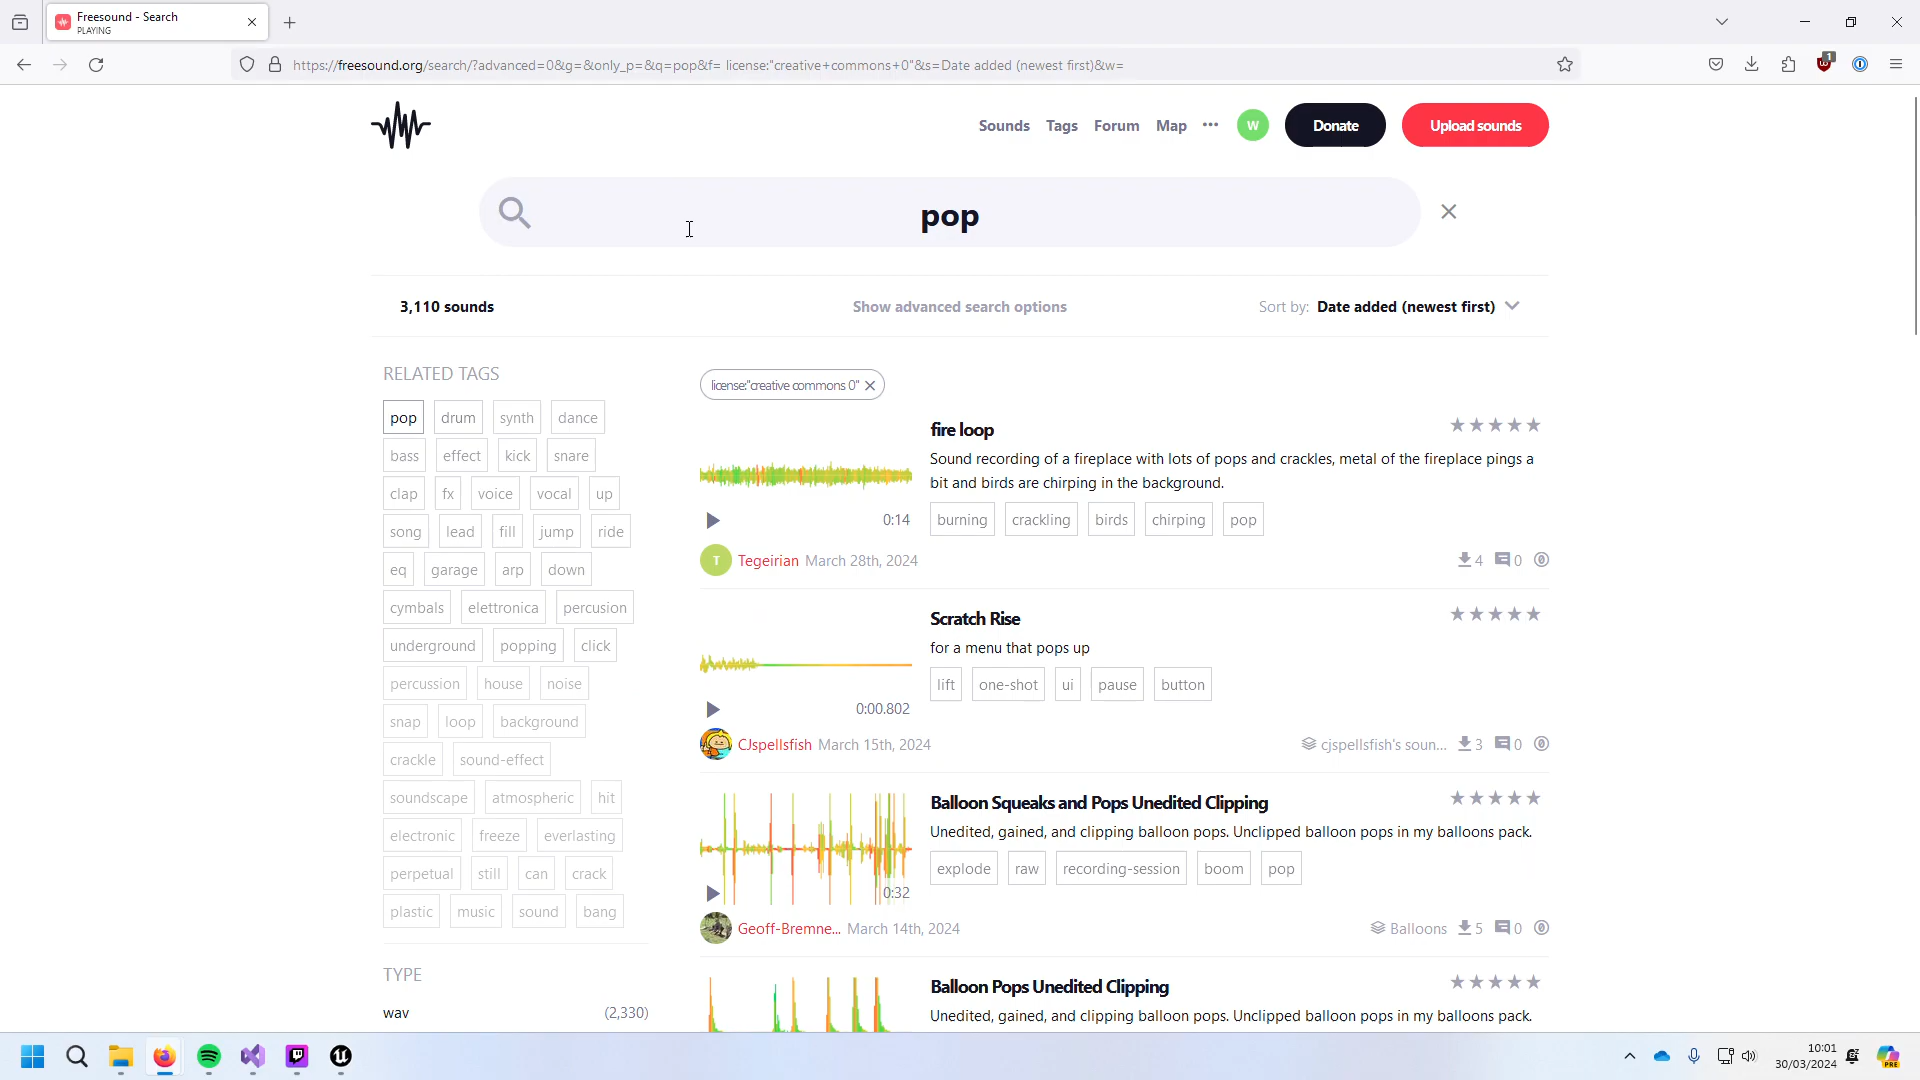 Freesound - Search
PLAYING
https://freesound.org/search/?advanced=0&g=&only_p=&q=pop&f= license:"creative+commons+0"&s=Date added (newest first)&w=
1
Sounds Tags Forum Map ••• W Donate Upload sounds
pop
3,110 sounds Show advanced search options Sort by: Date added (newest first)
RELATED TAGS
pop drum synth dance
bass effect kick snare
clap fx voice vocal up
song lead fill jump ride
eq garage arp down
cymbals elettronica percusion
underground popping click
percussion house noise
snap loop background
crackle sound-effect
soundscape atmospheric hit
electronic freeze everlasting
perpetual still can crack
plastic music sound bang
TYPE
wav (2,330)
license:"creative commons 0"
fire loop
Sound recording of a fireplace with lots of pops and crackles, metal of the fireplace pings a
bit and birds are chirping in the background.
0:14
burning crackling birds chirping pop
T Tegeirian March 28th, 2024 4 0 0
Scratch Rise
for a menu that pops up
lift one-shot ui pause button
0:00.802
CJspellsfish March 15th, 2024 cjspellsfish's soun... 3 0 0
Balloon Squeaks and Pops Unedited Clipping
Unedited, gained, and clipping balloon pops. Unclipped balloon pops in my balloons pack.
explode raw recording-session boom pop
0:32
Geoff-Bremne... March 14th, 2024 Balloons 5 0 0
Balloon Pops Unedited Clipping
Unedited, gained, and clipping balloon pops. Unclipped balloon pops in my balloons pack.
10:01
30/03/2024
PRE